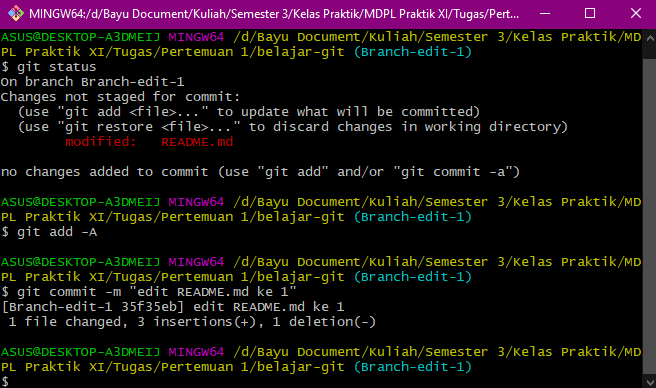 MINGW64:/d/Bayu Document/Kuliah/Semester 3/Kelas Praktik/MDPL Praktik XI/Tugas/Pert...
ASUS@DESKTOP-A3DMEIJ MINGW64 /d/Bayu Document/Kuliah/Semester 3/Kelas Praktik/MD
PL Praktik XI/Tugas/Pertemuan 1/belajar-git (Branch-edit-1)
$ git status
On branch Branch-edit-1
Changes not staged for commit:
  (use "git add <file>..." to update what will be committed)
  (use "git restore <file>..." to discard changes in working directory)
        modified:   README.md

no changes added to commit (use "git add" and/or "git commit -a")

ASUS@DESKTOP-A3DMEIJ MINGW64 /d/Bayu Document/Kuliah/Semester 3/Kelas Praktik/MD
PL Praktik XI/Tugas/Pertemuan 1/belajar-git (Branch-edit-1)
$ git add -A

ASUS@DESKTOP-A3DMEIJ MINGW64 /d/Bayu Document/Kuliah/Semester 3/Kelas Praktik/MD
PL Praktik XI/Tugas/Pertemuan 1/belajar-git (Branch-edit-1)
$ git commit -m "edit README.md ke 1"
[Branch-edit-1 35f35eb] edit README.md ke 1
 1 file changed, 3 insertions(+), 1 deletion(-)

ASUS@DESKTOP-A3DMEIJ MINGW64 /d/Bayu Document/Kuliah/Semester 3/Kelas Praktik/MD
PL Praktik XI/Tugas/Pertemuan 1/belajar-git (Branch-edit-1)
$